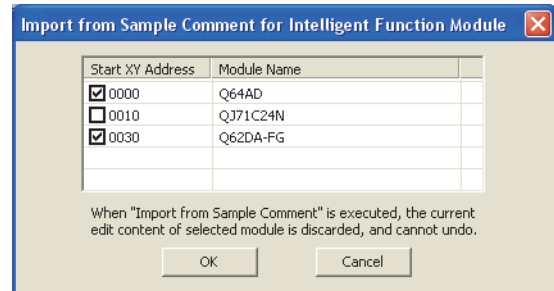 Import from Sample Comment for Intelligent Function Module
Start XY Address Module Name
0000 Q64AD
0010 QJ71C24N
0030 Q62DA-FG
When "Import from Sample Comment" is executed, the current
edit content of selected module is discarded, and cannot undo.
OK Cancel